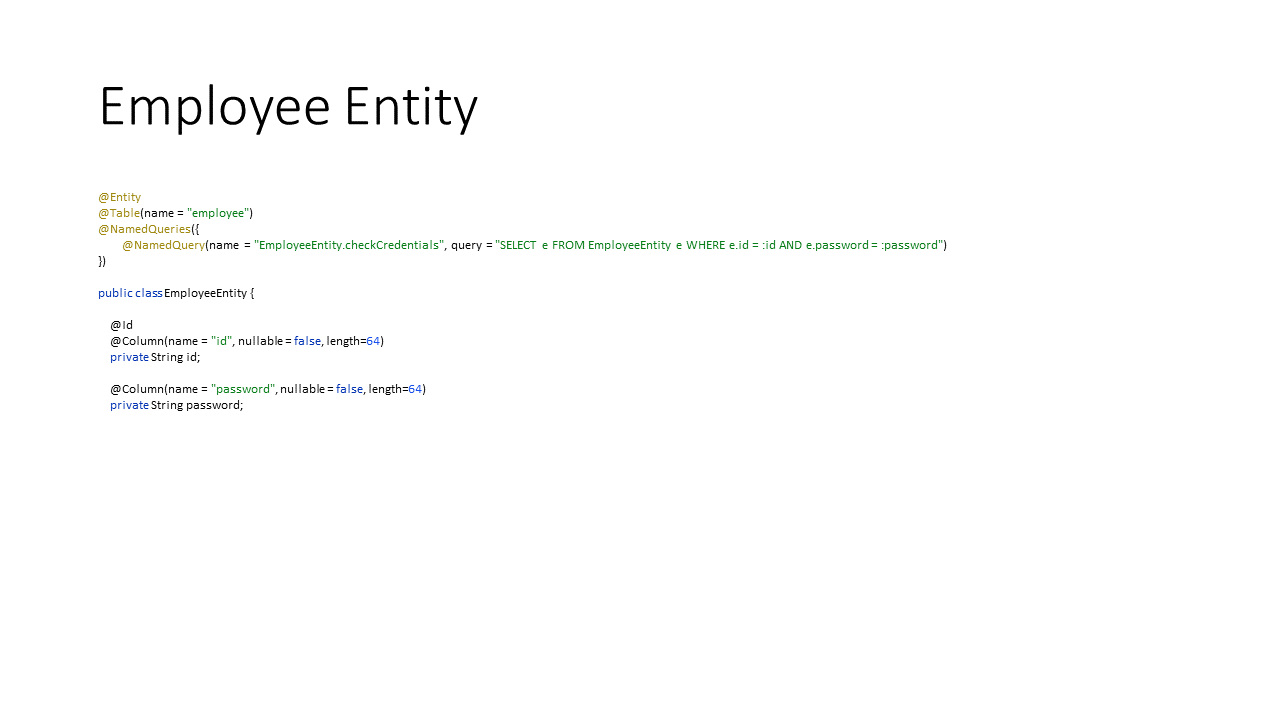 Employee Entity
@Entity
@Table(name = "employee")
@NamedQueries({
@NamedQuery(name = "EmployeeEntity.checkCredentials", query = "SELECT e FROM EmployeeEntity e WHERE e.id = :id AND e.password = :password")
})
public class EmployeeEntity {
@Id
@Column(name = "id", nullable = false, length=64)
private String id;
@Column(name = "password", nullable = false, length=64)
private String password;